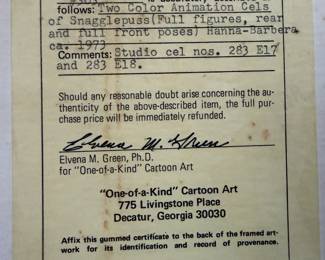 follows: Two Color Animation Cels
of Snagglepuss(Full figures, rear
and full front poses) Hanna-Barbera
ca. 1973
Comments: Studio cel nos. 283 E17
and 283 E18.
Should any reasonable doubt arise concerning the au-
thenticity of the above-described item, the full pur-
chase price will be immediately refunded.
Elvena M. Green
Elvena M. Green, Ph.D.
for "One-of-a-Kind" Cartoon Art
"One-of-a-Kind" Cartoon Art
775 Livingstone Place
Decatur, Georgia 30030
Affix this gummed certificate to the back of the framed art-
work for its identification and record of provenance.